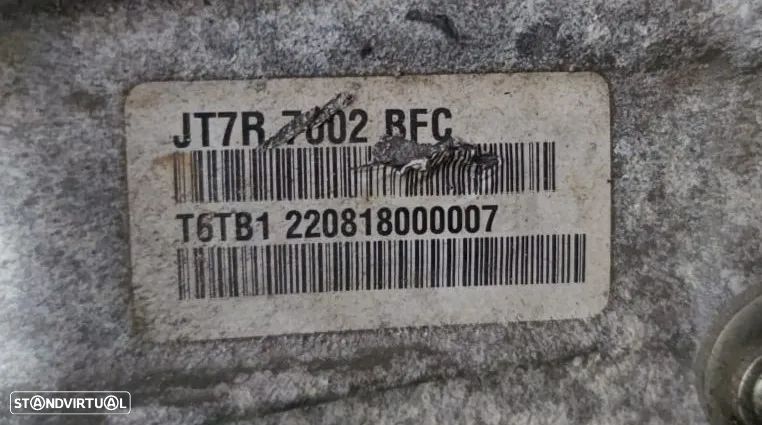 JT7R 7002 BFC
T6TB1 220818000007
STANDVIRTUAL